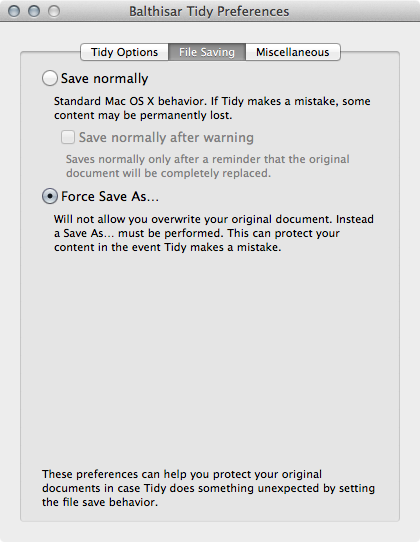 Balthisar Tidy Preferences
Tidy Options File Saving Miscellaneous
Save normally
Standard Mac OS X behavior. If Tidy makes a mistake, some
content may be permanently lost.
Save normally after warning
Saves normally only after a reminder that the original
document will be completely replaced.
Force Save As...
Will not allow you overwrite your original document. Instead
a Save As... must be performed. This can protect your
content in the event Tidy makes a mistake.
These preferences can help you protect your original
documents in case Tidy does something unexpected by setting
the file save behavior.